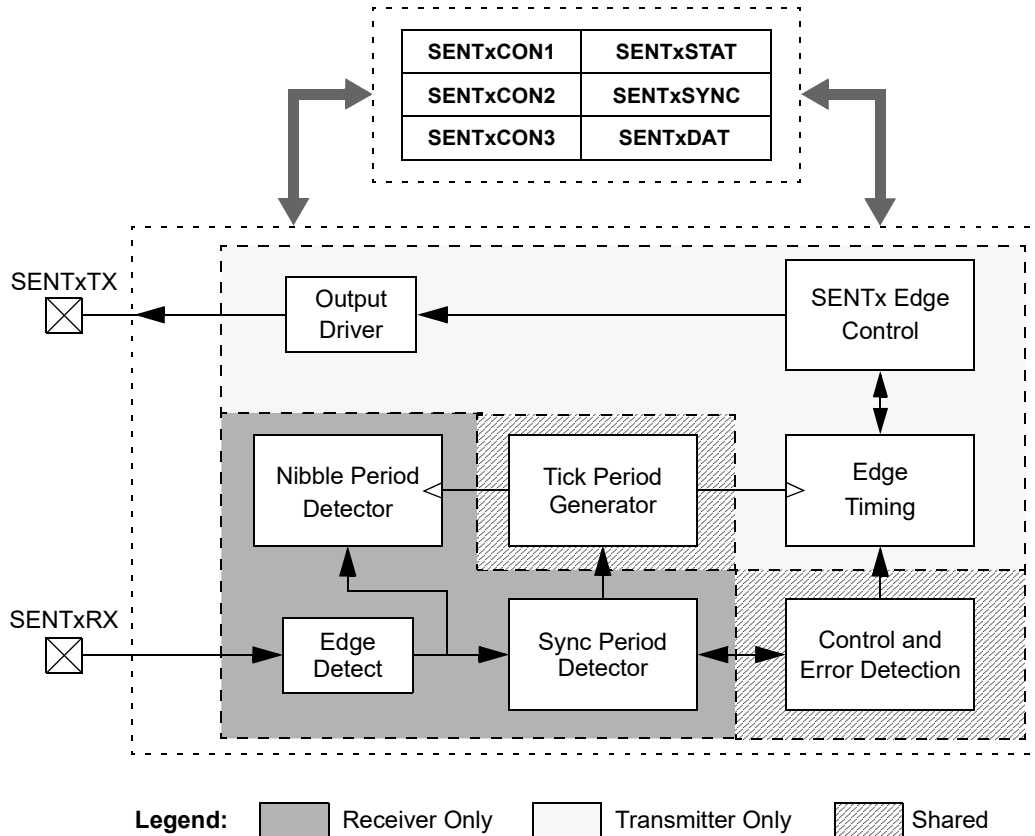 SENTxCON1 SENTxSTAT
SENTxCON2 SENTxSYNC
SENTxCON3 SENTxDAT
SENTxTX
Output
Driver
SENTx Edge
Control
Nibble Period
Detector
Tick Period
Generator
Edge
Timing
SENTxRX
Edge
Detect
Sync Period
Detector
Control and
Error Detection
Legend: Receiver Only Transmitter Only Shared